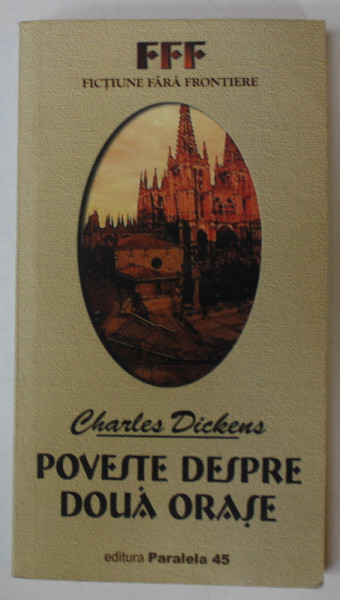 FFF
FICȚIUNE FĂRĂ FRONTIERE
Charles Dickens
POVESTE DESPRE
DOUĂ ORAȘE
editura Paralela 45